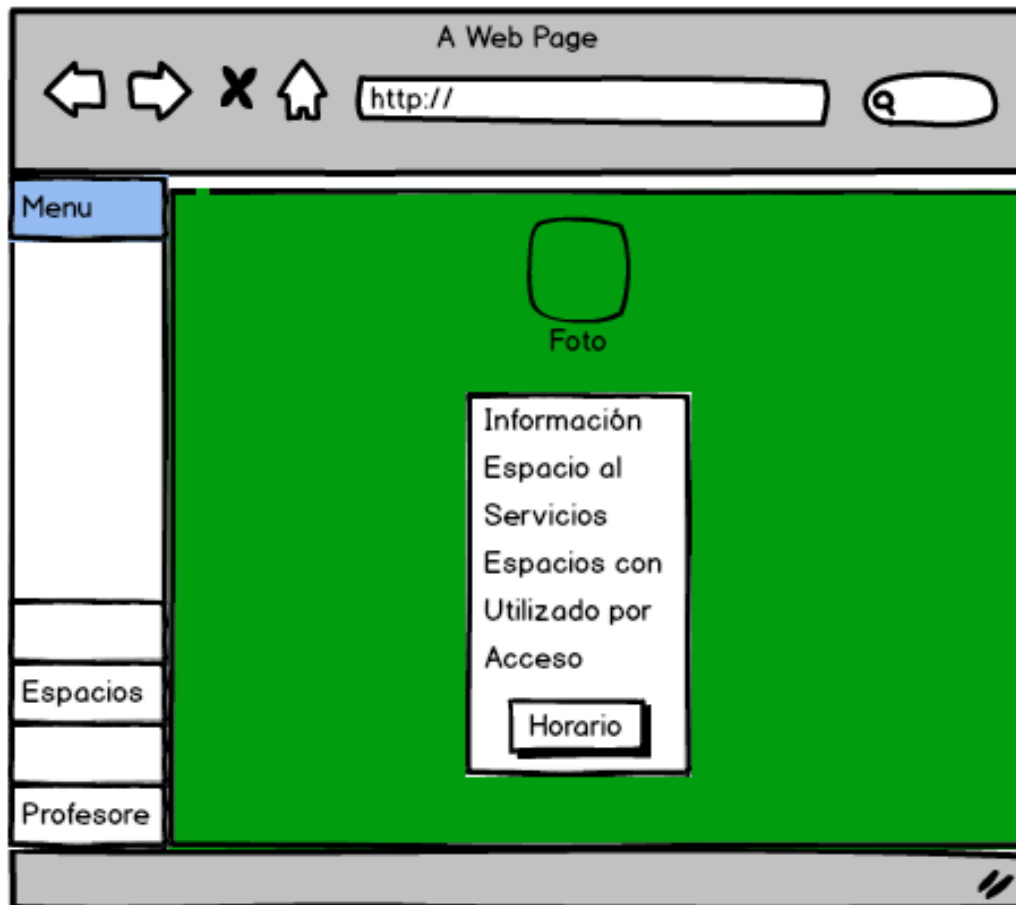 A Web Page
http://
Menu
Foto
Información
Espacio al
Servicios
Espacios con
Utilizado por
Acceso
Horario
Espacios
Profesore